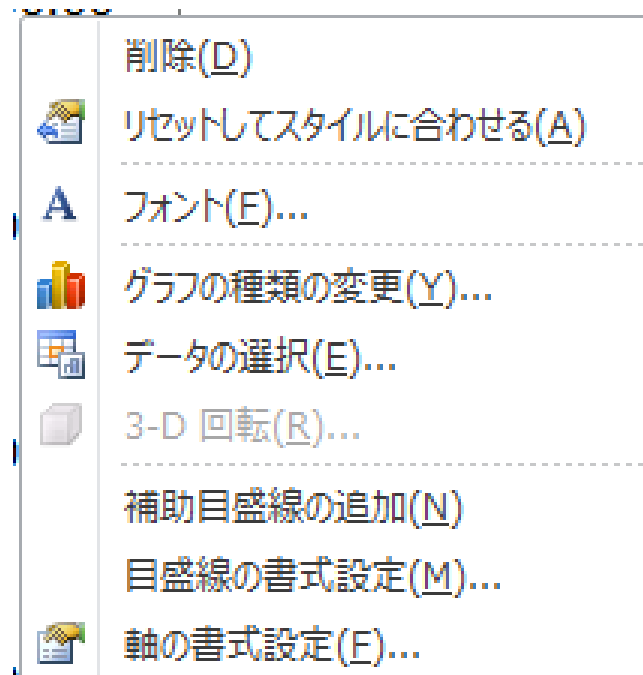 削除(D)
リセットしてスタイルに合わせる(A)
フォント(F)...
グラフの種類の変更(Y)...
データの選択(E)...
3-D 回転(R)...
補助目盛線の追加(N)
目盛線の書式設定(M)...
軸の書式設定(F)...